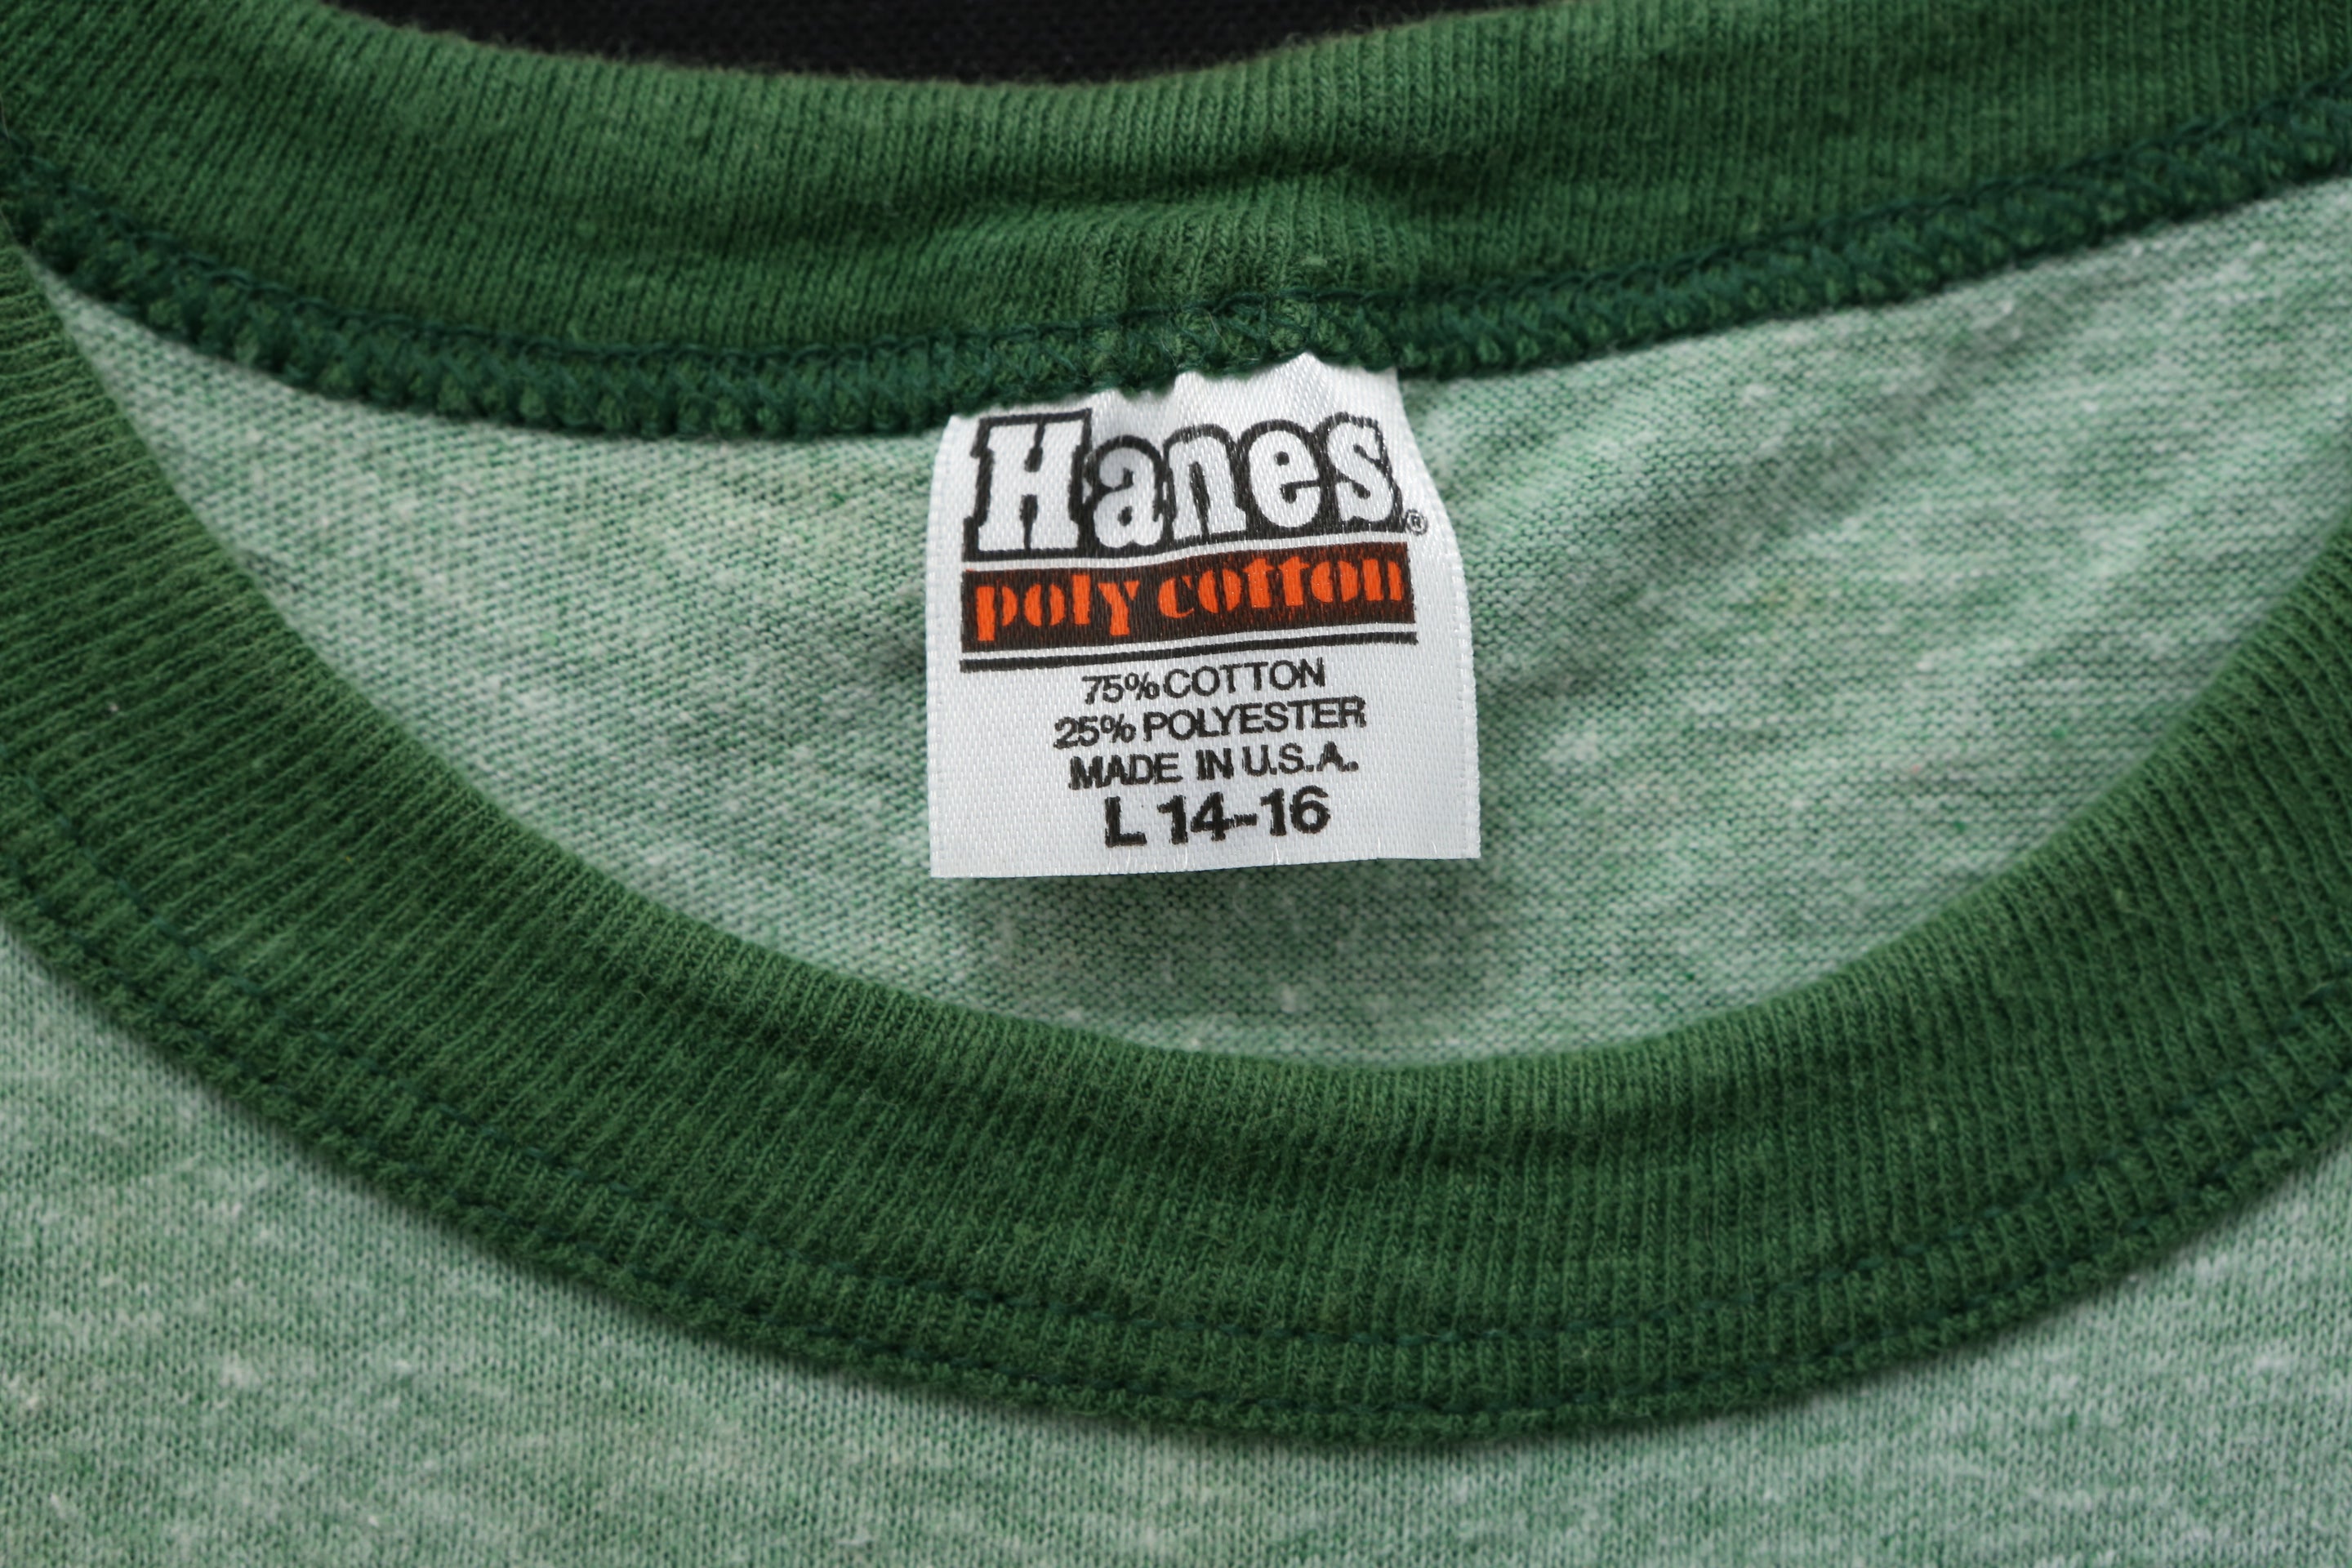 Hanes®
poly cotton
75% COTTON
25% POLYESTER
MADE IN U.S.A.
L 14-16